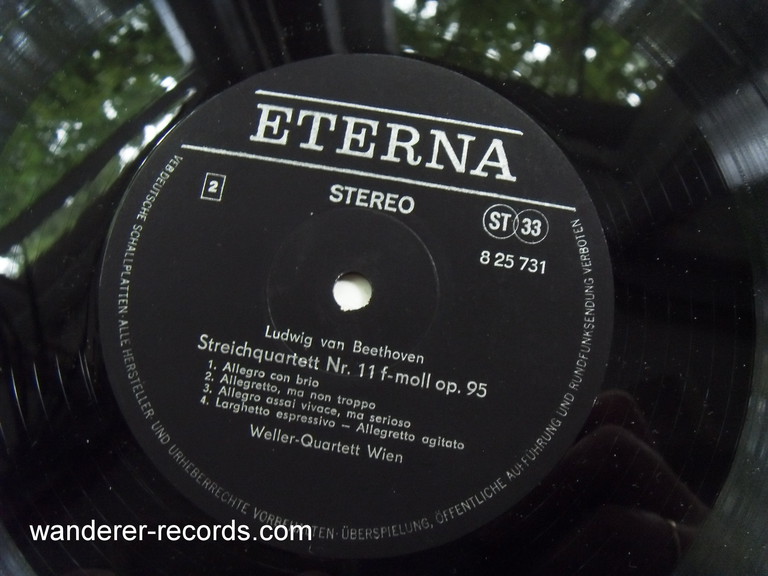 ETERNA
2
STEREO
ST 33
8 25 731
Ludwig van Beethoven
Streichquartett Nr. 11 f-moll op. 95
1. Allegro con brio
2. Allegretto, ma non troppo
3. Allegro assai vivace, ma serioso
4. Larghetto espressivo – Allegretto agitato
Weller-Quartett Wien
VEB DEUTSCHE SCHALLPLATTEN · ALLE HERSTELLER- UND URHEBERRECHTE VORBEHALTEN · ÜBERSPIELUNG, ÖFFENTLICHE AUFFÜHRUNG UND RUNDFUNKSENDUNG VERBOTEN
wanderer-records.com